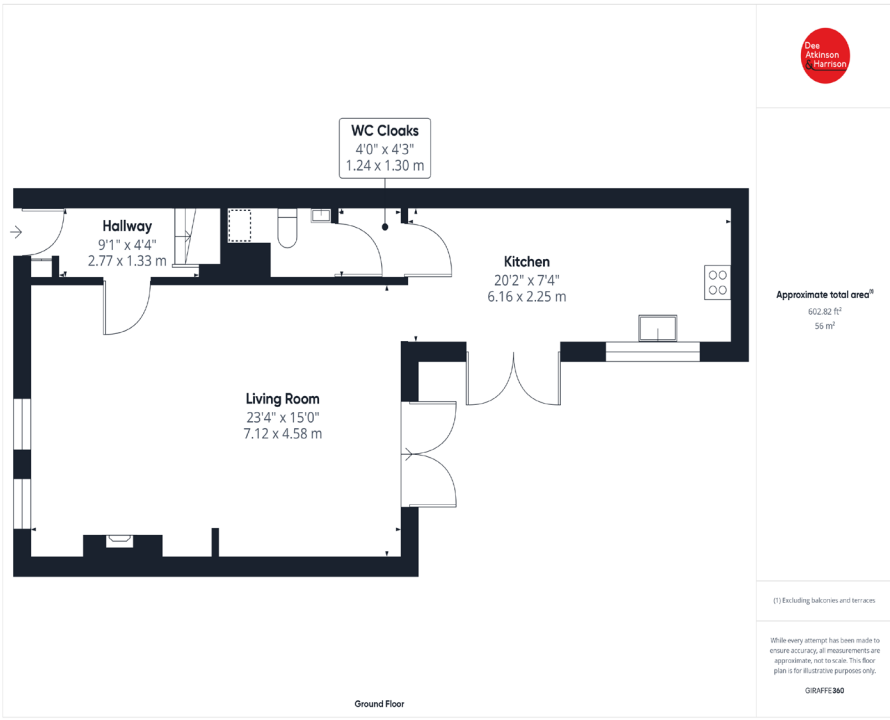 Dee
Atkinson
& Harrison
WC Cloaks
4'0" x 4'3"
1.24 x 1.30 m
Hallway
9'1" x 4'4"
2.77 x 1.33 m
Kitchen
20'2" x 7'4"
6.16 x 2.25 m
Living Room
23'4" x 15'0"
7.12 x 4.58 m
Approximate total area⁽¹⁾
602.82 ft²
56 m²
(1) Excluding balconies and terraces
While every attempt has been made to
ensure accuracy, all measurements are
approximate, not to scale. This floor
plan is for illustrative purposes only.
GIRAFFE360
Ground Floor